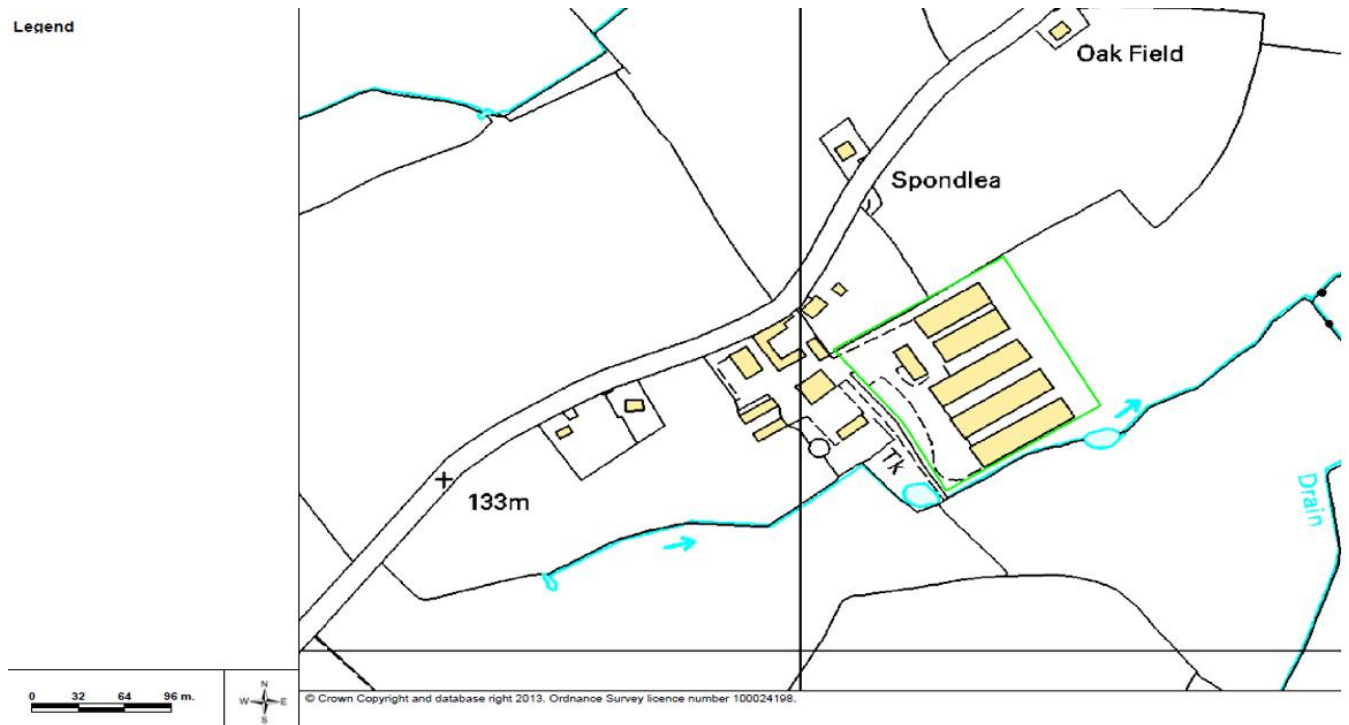 Legend
Oak Field
Spondlea
Tk
133m
Drain
0 32 64 96 m.
N
W E
S
© Crown Copyright and database right 2013. Ordnance Survey licence number 100024198.